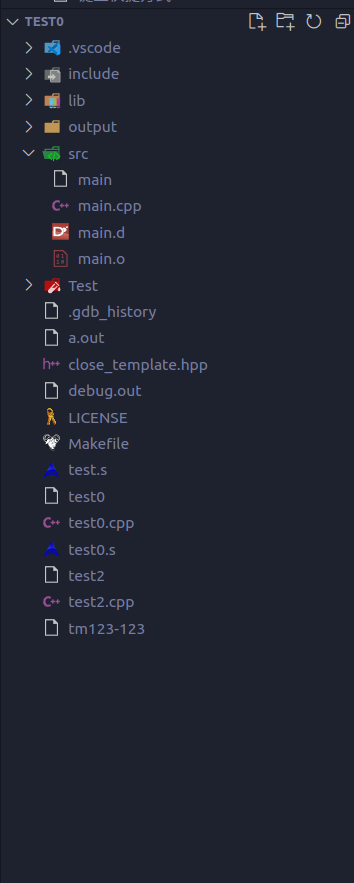 TEST0
.vscode
include
lib
output
src
main
C++ main.cpp
D main.d
main.o
Test
.gdb_history
a.out
h++ close_template.hpp
debug.out
LICENSE
Makefile
test.s
test0
C++ test0.cpp
test0.s
test2
C++ test2.cpp
tm123-123